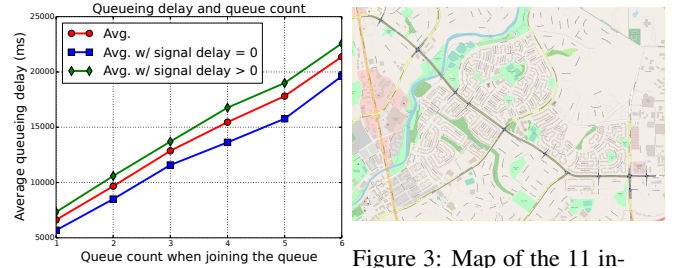 Queueing delay and queue count
25000
20000
15000
10000
5000
Average queueing delay (ms)
Avg.
Avg. w/ signal delay = 0
Avg. w/ signal delay > 0
1 2 3 4 5 6
Queue count when joining the queue
Figure 3: Map of the 11 in-